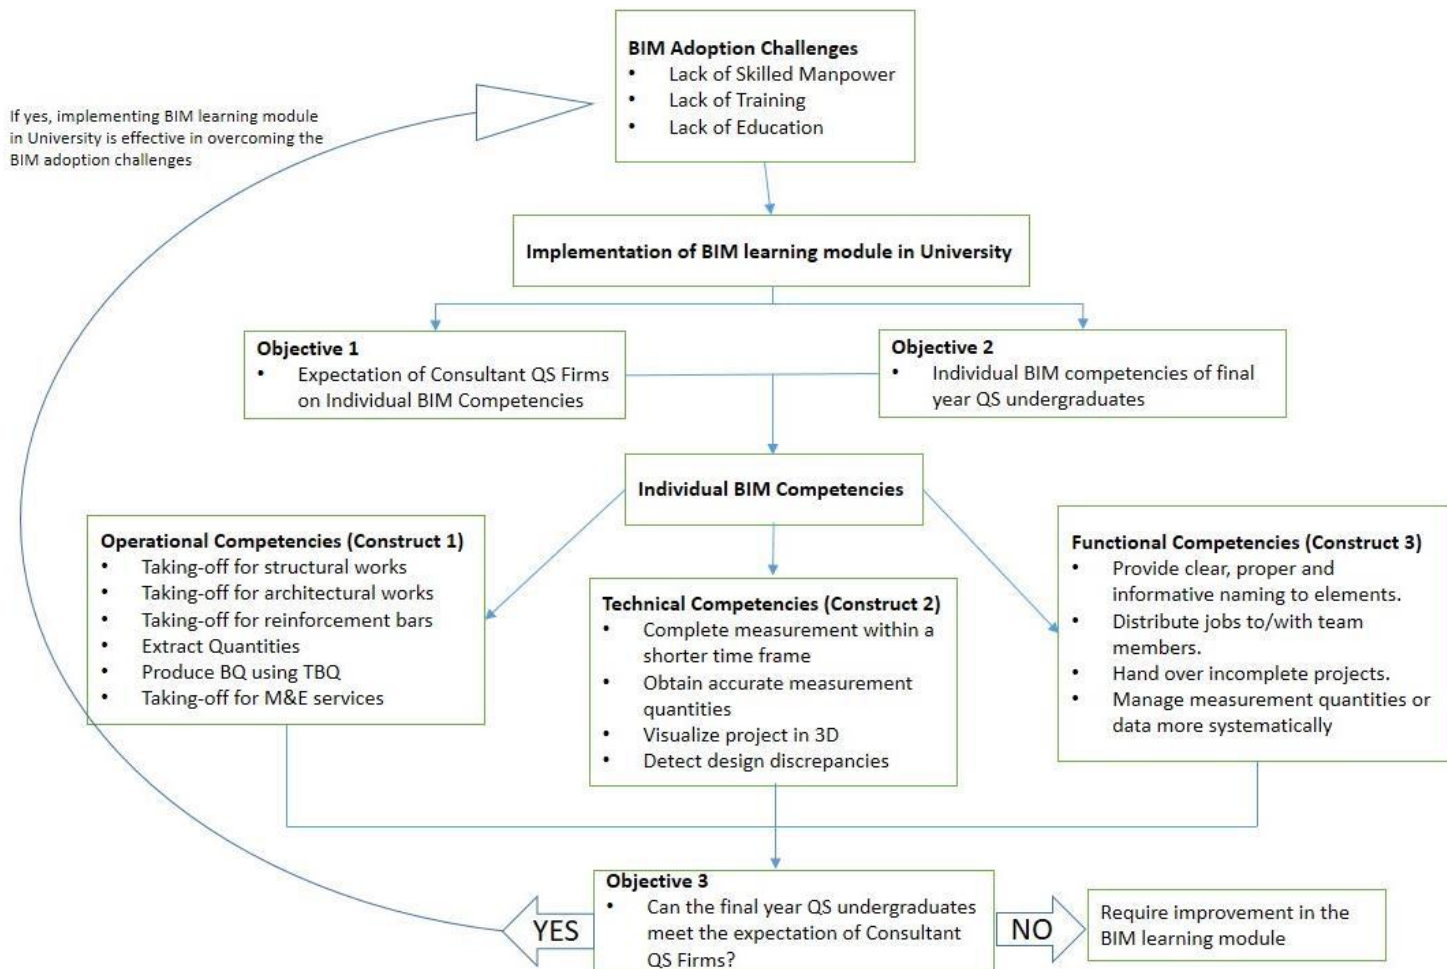 BIM Adoption Challenges
• Lack of Skilled Manpower
• Lack of Training
• Lack of Education
If yes, implementing BIM learning module
in University is effective in overcoming the
BIM adoption challenges
Implementation of BIM learning module in University
Objective 1
• Expectation of Consultant QS Firms
on Individual BIM Competencies
Objective 2
• Individual BIM competencies of final
year QS undergraduates
Individual BIM Competencies
Operational Competencies (Construct 1)
• Taking-off for structural works
• Taking-off for architectural works
• Taking-off for reinforcement bars
• Extract Quantities
• Produce BQ using TBQ
• Taking-off for M&E services
Technical Competencies (Construct 2)
• Complete measurement within a
shorter time frame
• Obtain accurate measurement
quantities
• Visualize project in 3D
• Detect design discrepancies
Functional Competencies (Construct 3)
• Provide clear, proper and
informative naming to elements.
• Distribute jobs to/with team
members.
• Hand over incomplete projects.
• Manage measurement quantities or
data more systematically
Objective 3
• Can the final year QS undergraduates
meet the expectation of Consultant
QS Firms?
YES
NO
Require improvement in the
BIM learning module